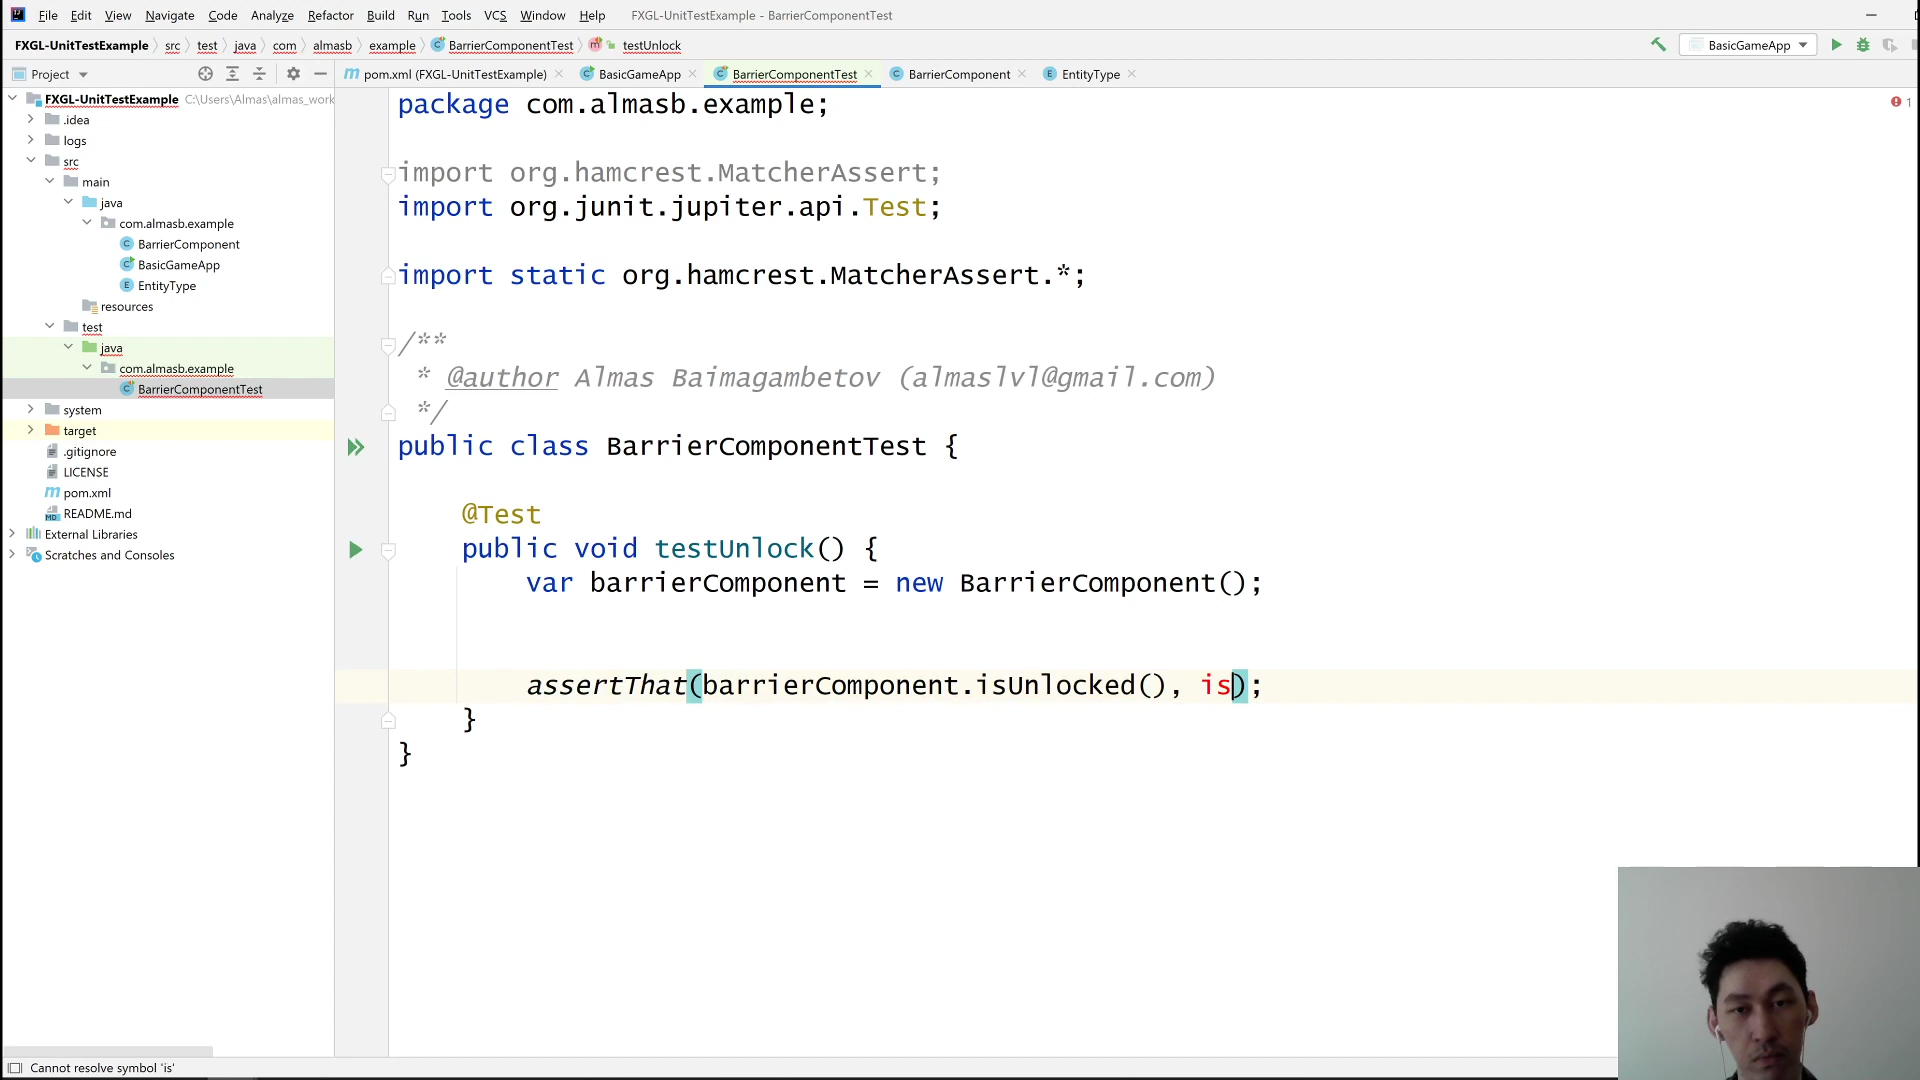 File Edit View Navigate Code Analyze Refactor Build Run Tools VCS Window Help FXGL-UnitTestExample - BarrierComponentTest
FXGL-UnitTestExample src test java com almasb example BarrierComponentTest testUnlock BasicGameApp
Project pom.xml (FXGL-UnitTestExample) BasicGameApp BarrierComponentTest BarrierComponent EntityType
FXGL-UnitTestExample C:\Users\Almas\almas_work
.idea
logs
src
main
java
com.almasb.example
BarrierComponent
BasicGameApp
EntityType
resources
test
java
com.almasb.example
BarrierComponentTest
system
target
.gitignore
LICENSE
pom.xml
README.md
External Libraries
Scratches and Consoles
1
package com.almasb.example;
import org.hamcrest.MatcherAssert;
import org.junit.jupiter.api.Test;
import static org.hamcrest.MatcherAssert.*;
/**
* @author Almas Baimagambetov (almaslvl@gmail.com)
*/
public class BarrierComponentTest {
@Test
public void testUnlock() {
var barrierComponent = new BarrierComponent();
assertThat(barrierComponent.isUnlocked(), is);
}
}
Cannot resolve symbol 'is'